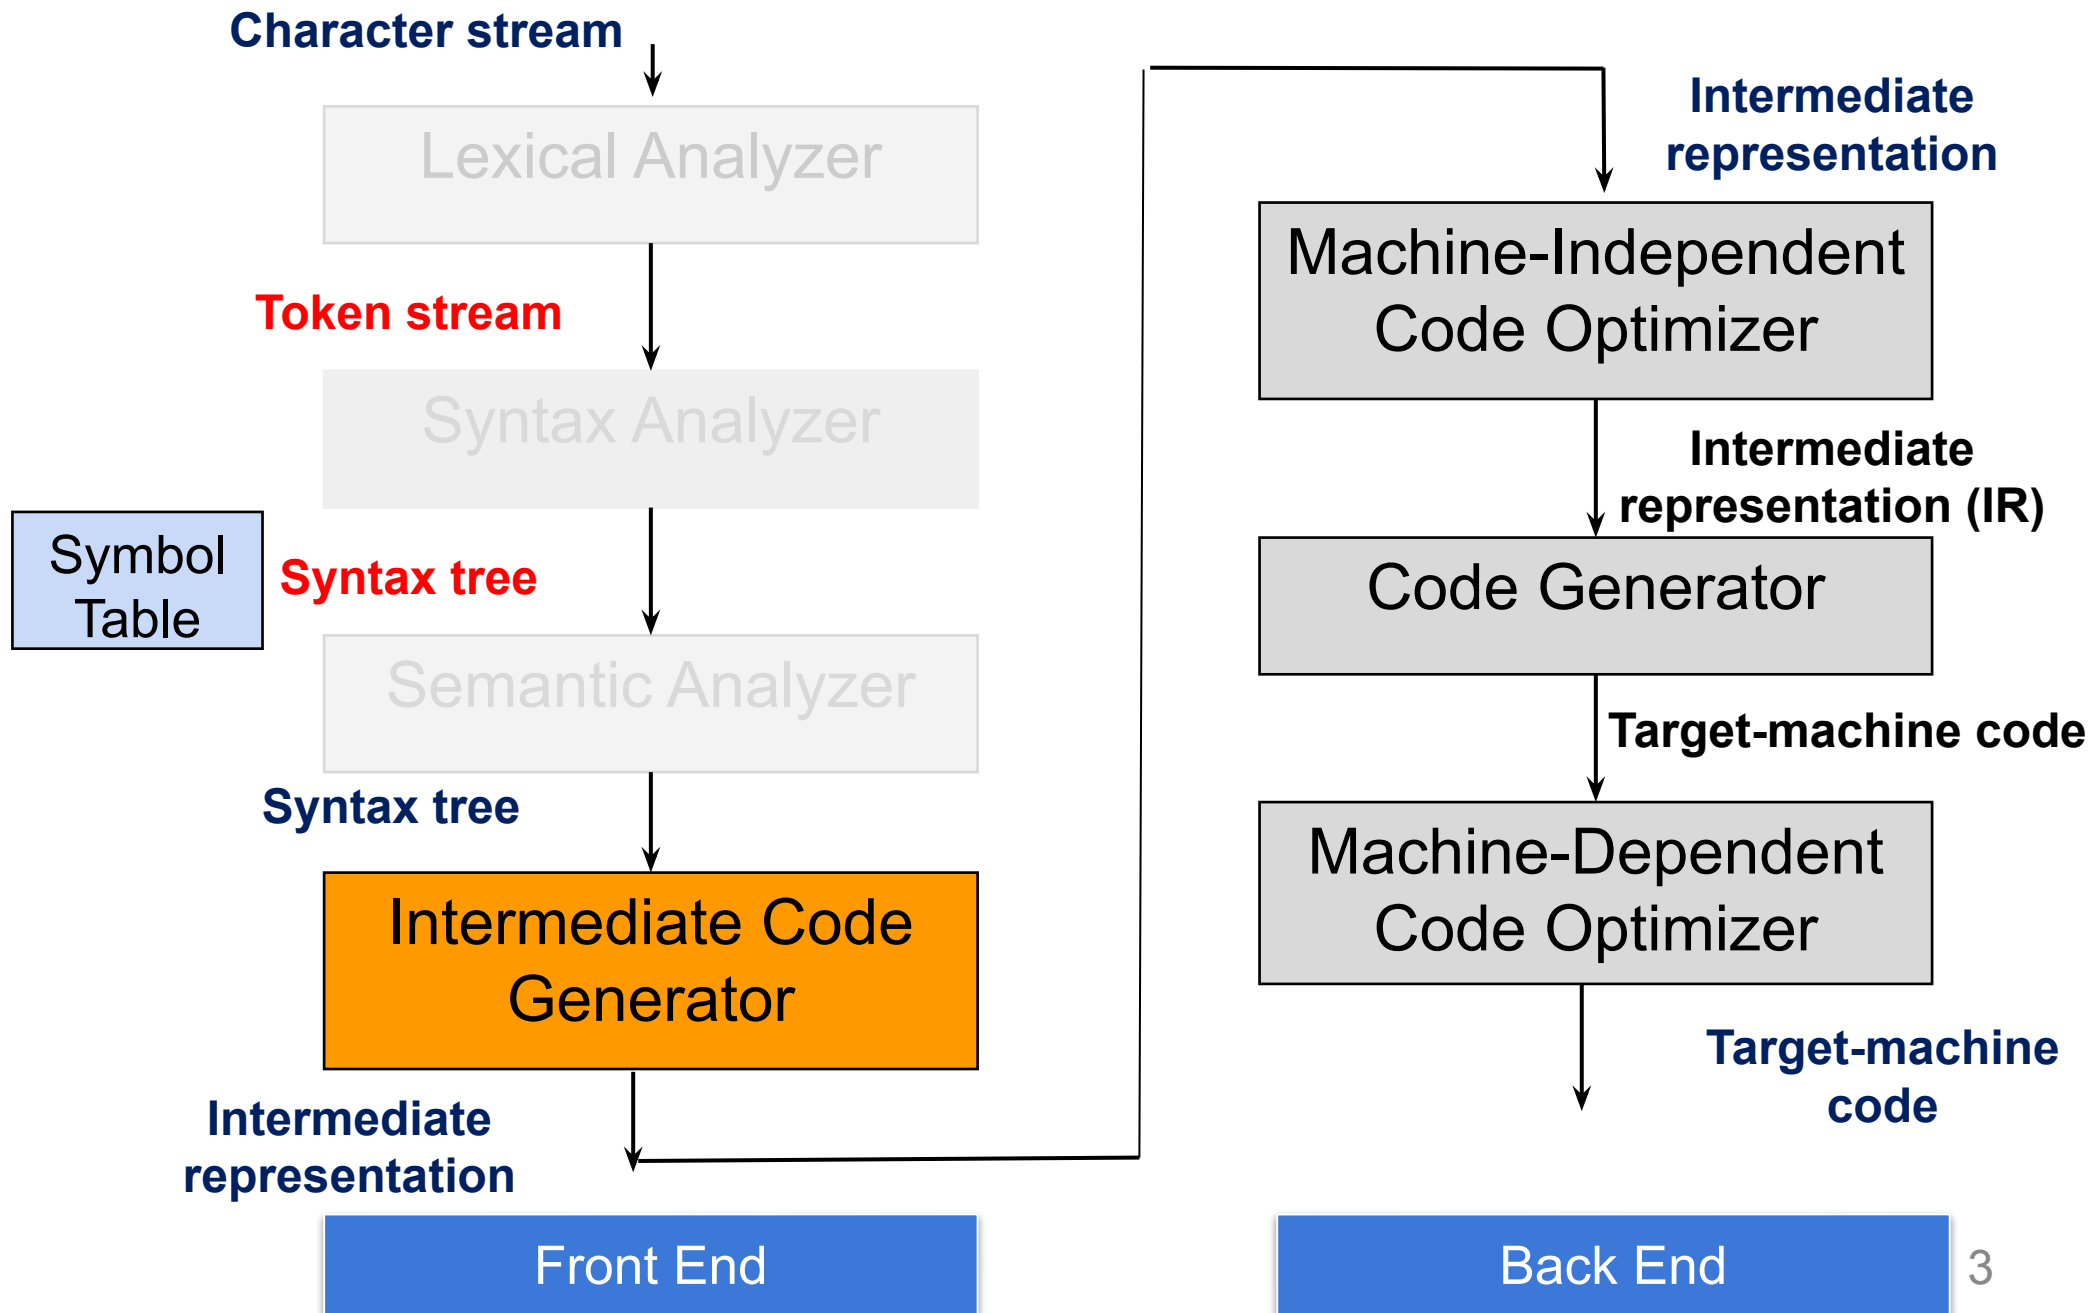 Character stream
Lexical Analyzer
Token stream
Syntax Analyzer
Symbol
Table
Syntax tree
Semantic Analyzer
Syntax tree
Intermediate Code
Generator
Intermediate
representation
Front End
Intermediate
representation
Machine-Independent
Code Optimizer
Intermediate
representation (IR)
Code Generator
Target-machine code
Machine-Dependent
Code Optimizer
Target-machine
code
Back End
3